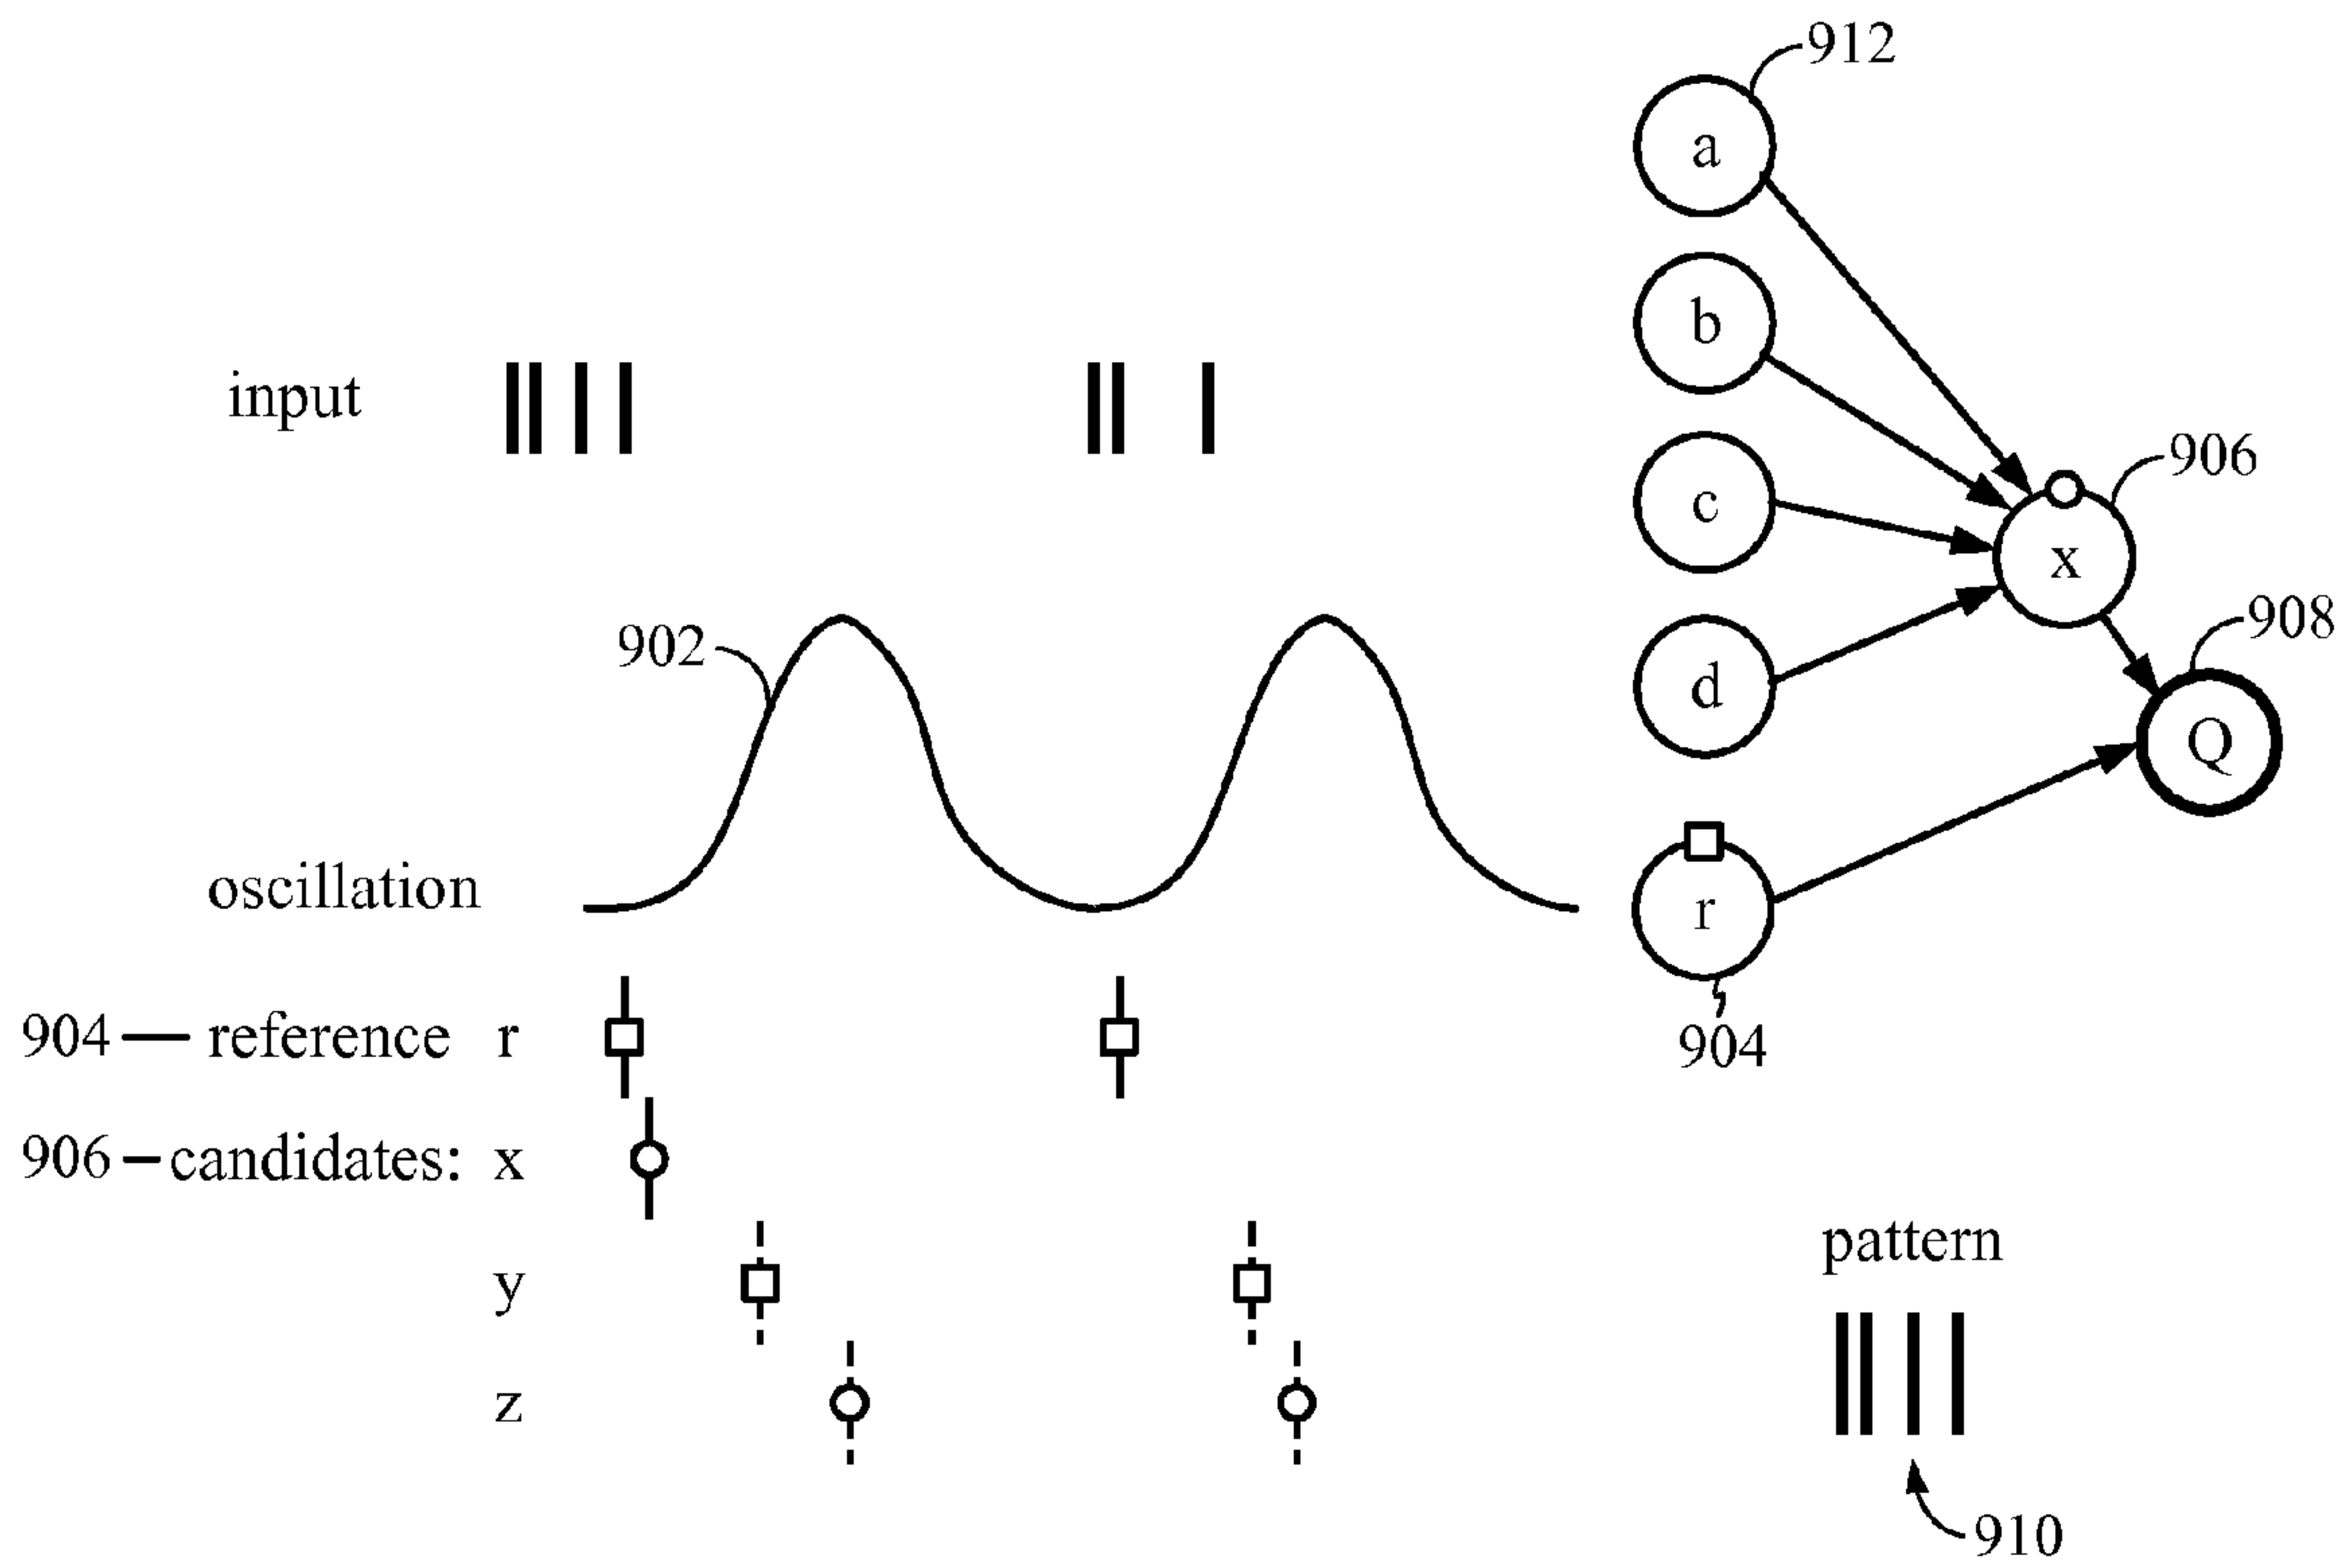 912
a
b
input
906
c
x
908
902
d
Q
oscillation
r
904 reference r
904
906 candidates: x
pattern
y
z
910